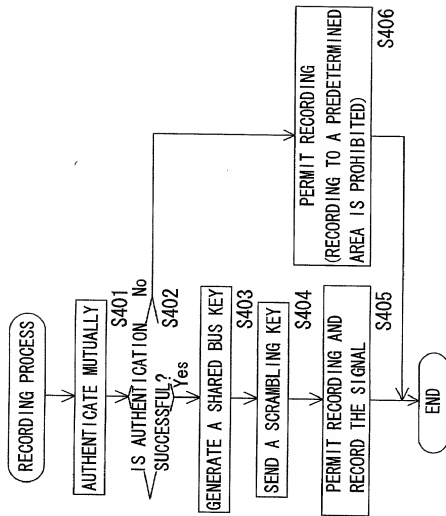 RECORDING PROCESS
AUTHENTICATE MUTUALLY
S401
IS AUTHENTICATION
SUCCESSFUL?
No
S402
Yes
GENERATE A SHARED BUS KEY
S403
SEND A SCRAMBLING KEY
S404
PERMIT RECORDING AND
RECORD THE SIGNAL
S405
PERMIT RECORDING
(RECORDING TO A PREDETERMINED
AREA IS PROHIBITED)
S406
END